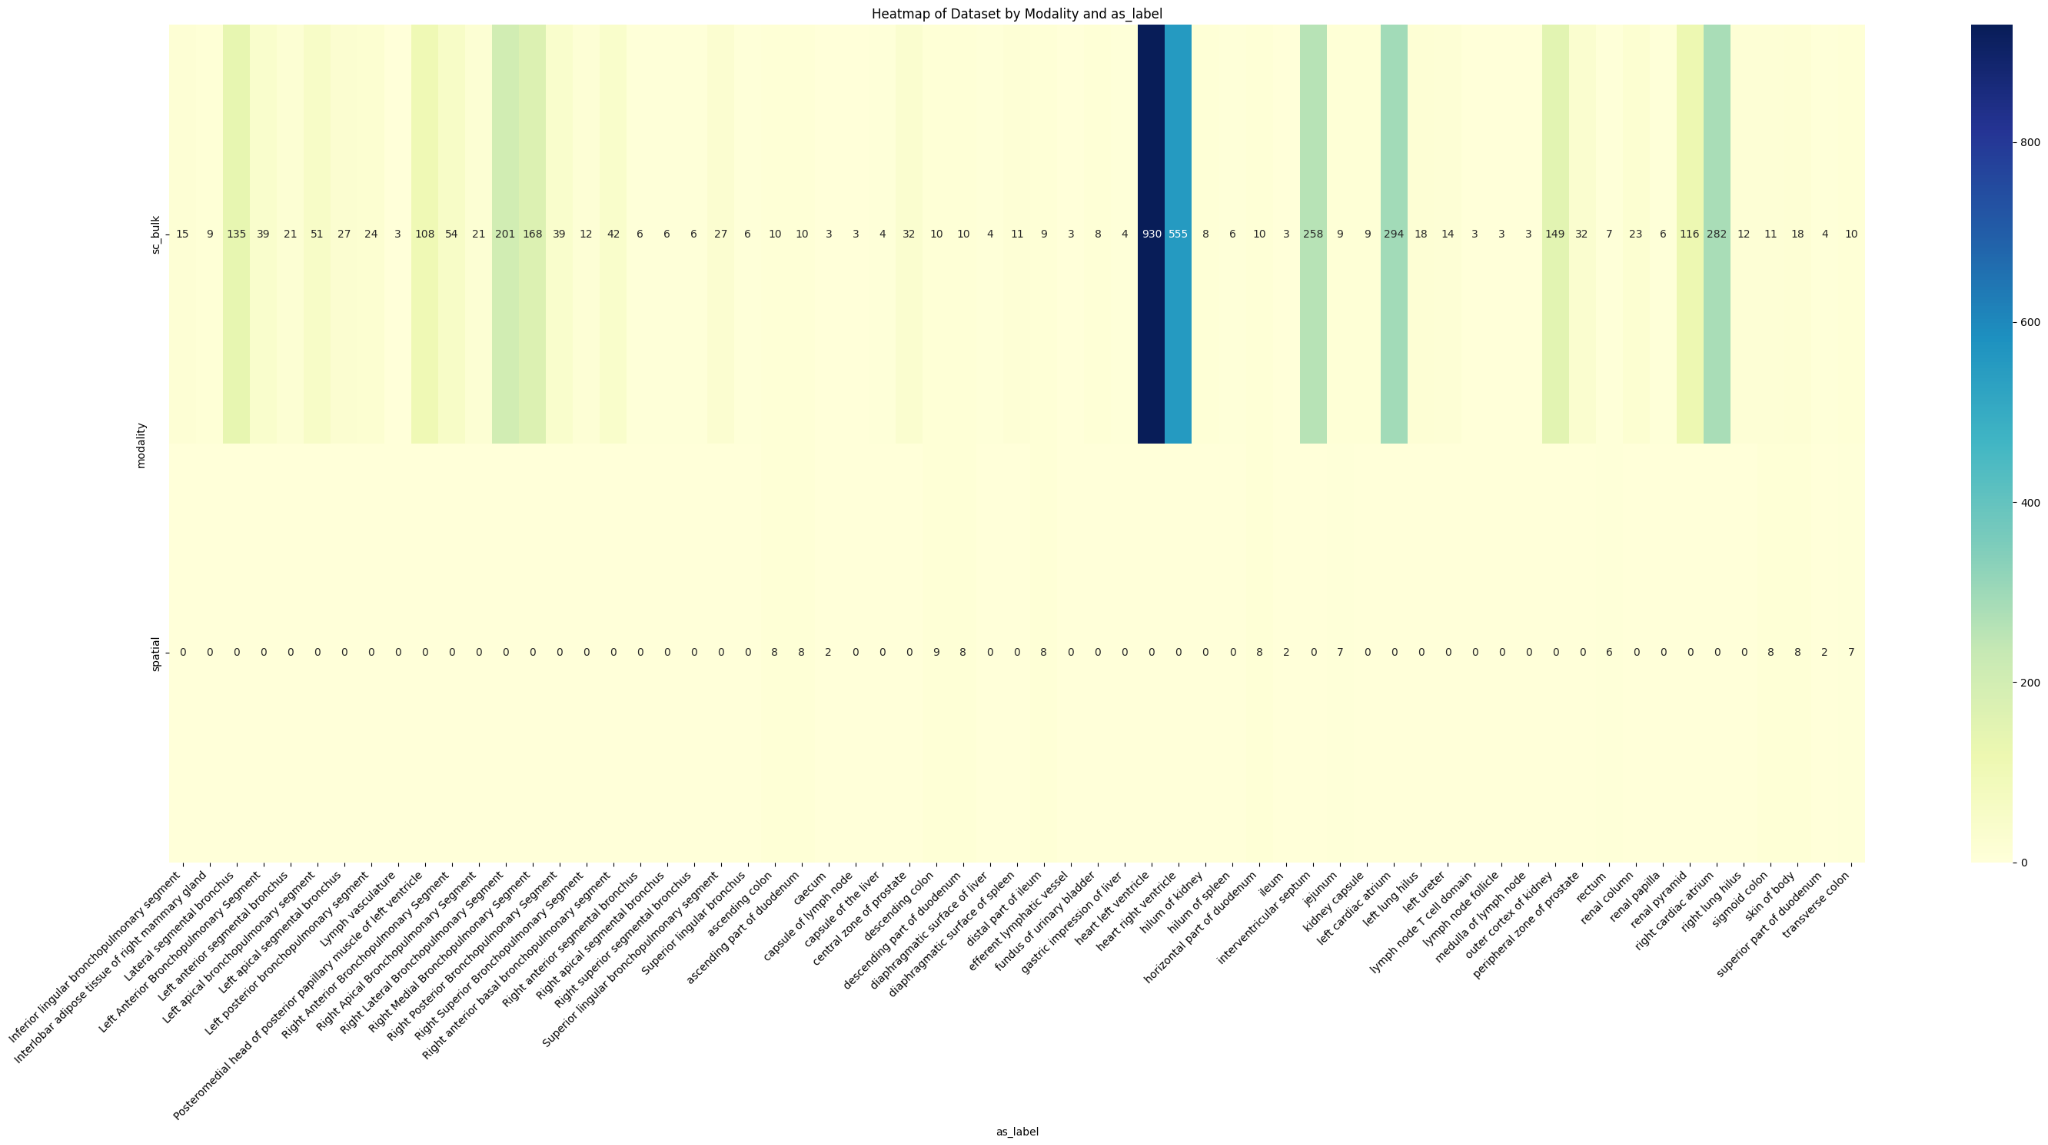 Heatmap of Dataset by Modality and as_label
modality
sc_bulk
15 9 135 39 21 51 27 24 3 108 54 21 201 168 39 12 42 6 6 6 27 6 10 10 3 3 4 32 10 10 4 11 9 3 8 4 930 555 8 6 10 3 258 9 9 294 18 14 3 3 3 149 32 7 23 6 116 282 12 11 18 4 10
spatial
0 0 0 0 0 0 0 0 0 0 0 0 0 0 0 0 0 0 0 0 0 0 8 8 2 0 0 0 9 8 0 0 8 0 0 0 0 0 0 0 8 2 0 7 0 0 0 0 0 0 0 0 0 6 0 0 0 0 0 8 8 2 7
Inferior lingular bronchopulmonary segment
Interlobar adipose tissue of right mammary gland
Lateral segmental bronchus
Left Anterior Bronchopulmonary Segment
Left anterior segmental bronchus
Left apical bronchopulmonary segment
Left apical segmental bronchus
Left posterior bronchopulmonary segment
Lymph vasculature
Posteromedial head of posterior papillary muscle of left ventricle
Right Anterior Bronchopulmonary Segment
Right Apical Bronchopulmonary Segment
Right Lateral Bronchopulmonary Segment
Right Medial Bronchopulmonary Segment
Right Posterior Bronchopulmonary Segment
Right Superior Bronchopulmonary Segment
Right anterior basal bronchopulmonary segment
Right anterior segmental bronchus
Right apical segmental bronchus
Right superior segmental bronchus
Superior lingular bronchopulmonary segment
Superior lingular bronchus
ascending colon
ascending part of duodenum
caecum
capsule of lymph node
capsule of the liver
central zone of prostate
descending colon
descending part of duodenum
diaphragmatic surface of liver
diaphragmatic surface of spleen
distal part of ileum
efferent lymphatic vessel
fundus of urinary bladder
gastric impression of liver
heart left ventricle
heart right ventricle
hilum of kidney
hilum of spleen
horizontal part of duodenum
ileum
interventricular septum
jejunum
kidney capsule
left cardiac atrium
left lung hilus
left ureter
lymph node T cell domain
lymph node follicle
medulla of lymph node
outer cortex of kidney
peripheral zone of prostate
rectum
renal column
renal papilla
renal pyramid
right cardiac atrium
right lung hilus
sigmoid colon
skin of body
superior part of duodenum
transverse colon
as_label
800
600
400
200
0